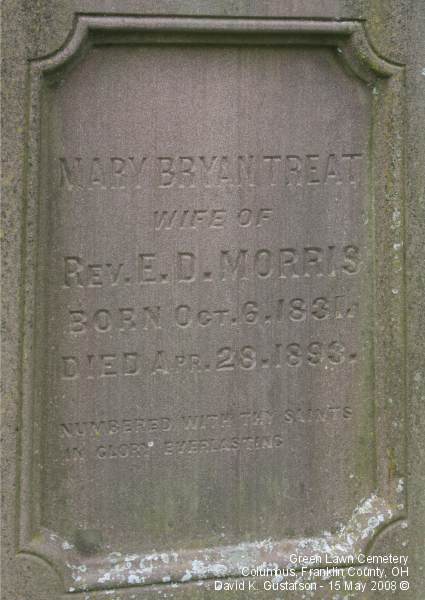 MARY BRYAN TREAT
WIFE OF
REV. E. D. MORRIS
BORN OCT. 6. 1831.
DIED APR. 28. 1893.
NUMBERED WITH THY SAINTS
IN GLORY EVERLASTING
Green Lawn Cemetery
Columbus, Franklin County, OH
David K. Gustafson - 15 May 2008 ©